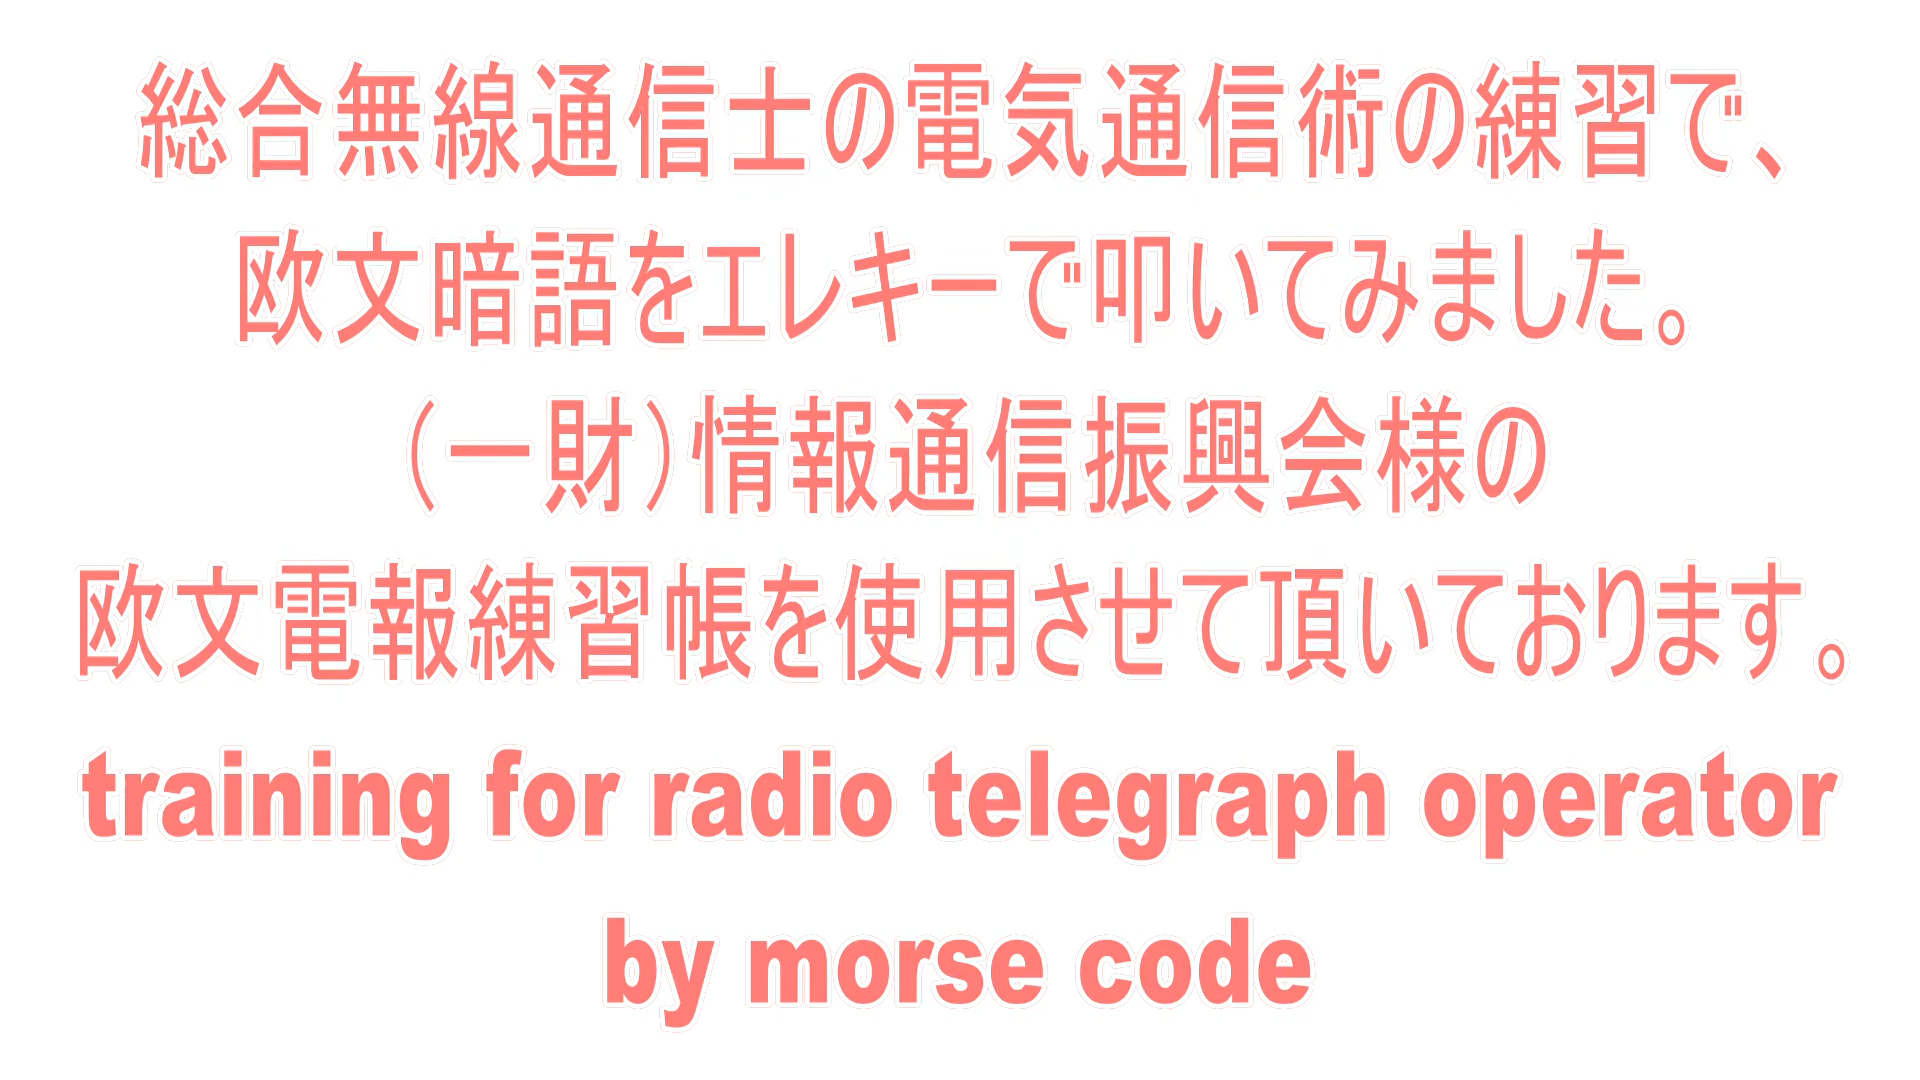 総合無線通信士の電気通信術の練習で、
欧文暗語をエレキーで叩いてみました。
（一財）情報通信振興会様の
欧文電報練習帳を使用させて頂いております。
training for radio telegraph operator
by morse code